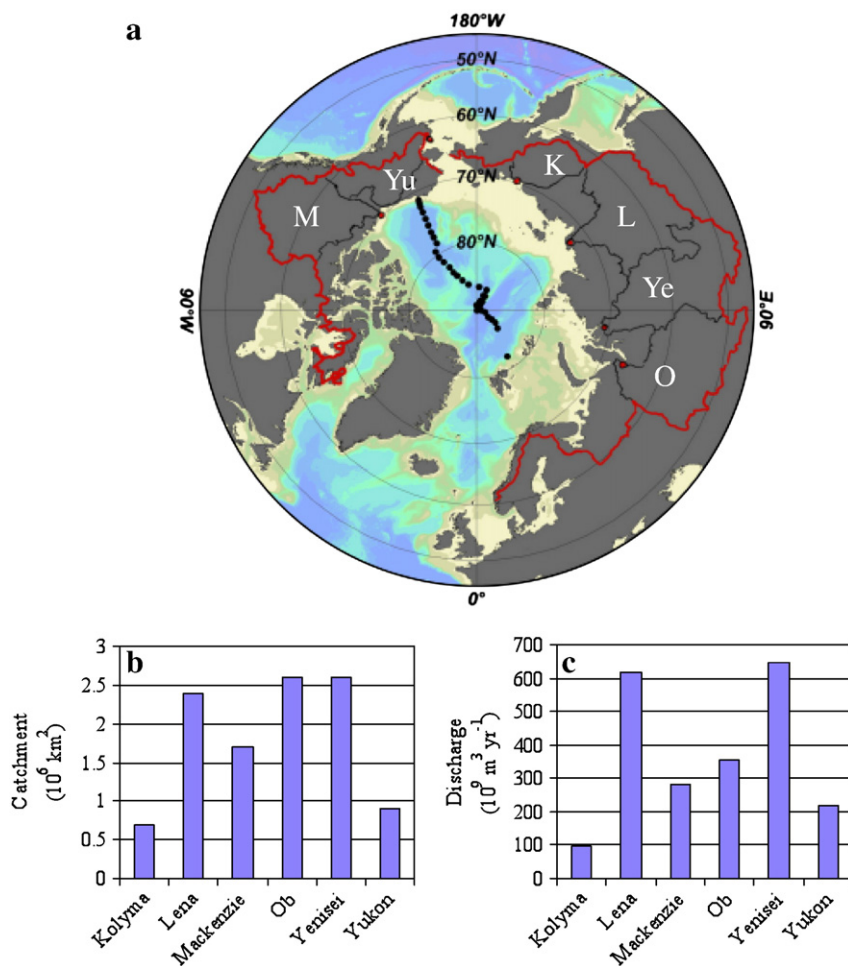 a
180°W
50°N
60°N
70°N
80°N
K
Yu
M
L
Ye
O
90°W
90°E
0°
b
Catchment
(10⁶ km²)
3
2.5
2
1.5
1
0.5
0
Kolyma
Lena
Mackenzie
Ob
Yenisei
Yukon
c
Discharge
(10⁹ m³ yr⁻¹)
700
600
500
400
300
200
100
0
Kolyma
Lena
Mackenzie
Ob
Yenisei
Yukon